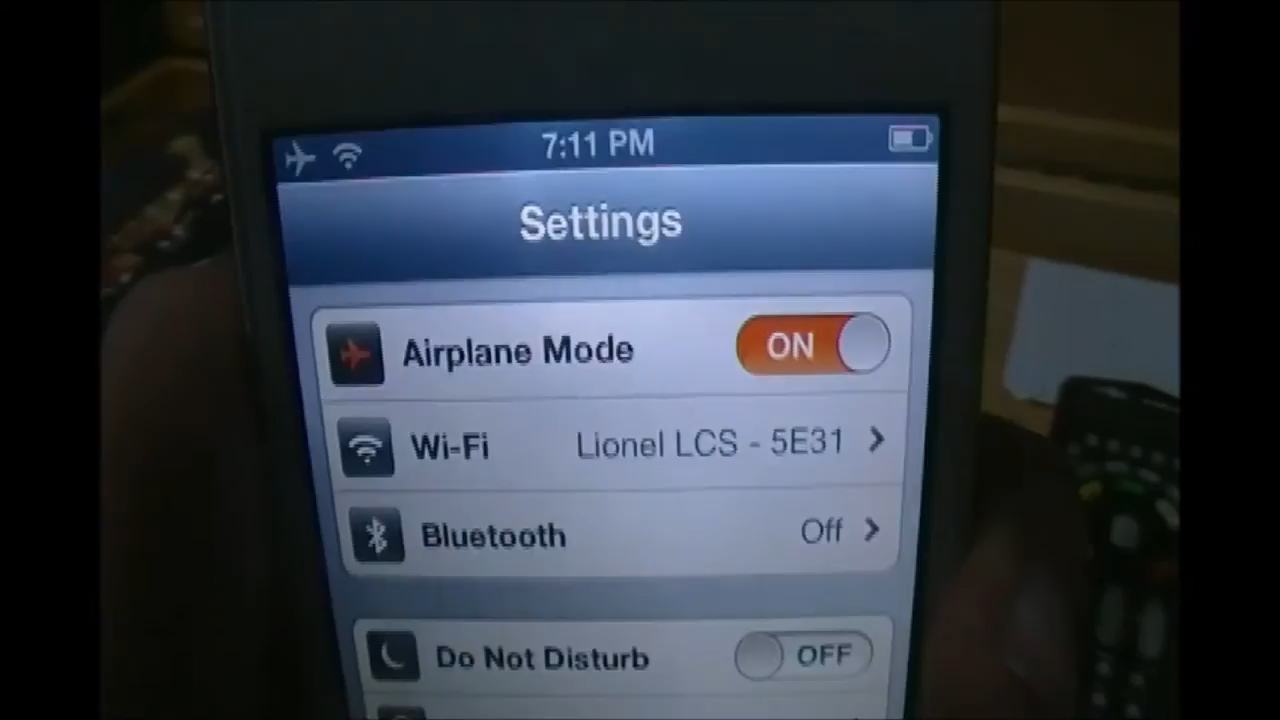 7:11 PM
Settings
Airplane Mode ON
Wi-Fi Lionel LCS - 5E31
Bluetooth Off
Do Not Disturb OFF